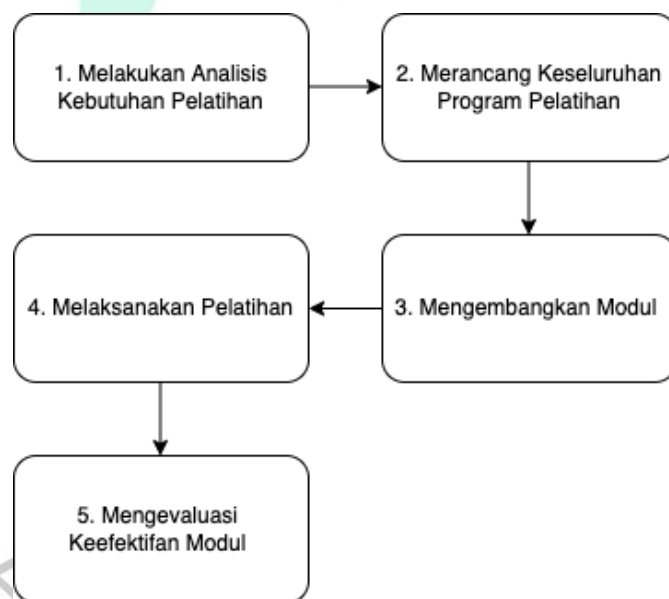 1. Melakukan Analisis
Kebutuhan Pelatihan
2. Merancang Keseluruhan
Program Pelatihan
3. Mengembangkan Modul
4. Melaksanakan Pelatihan
5. Mengevaluasi
Keefektifan Modul